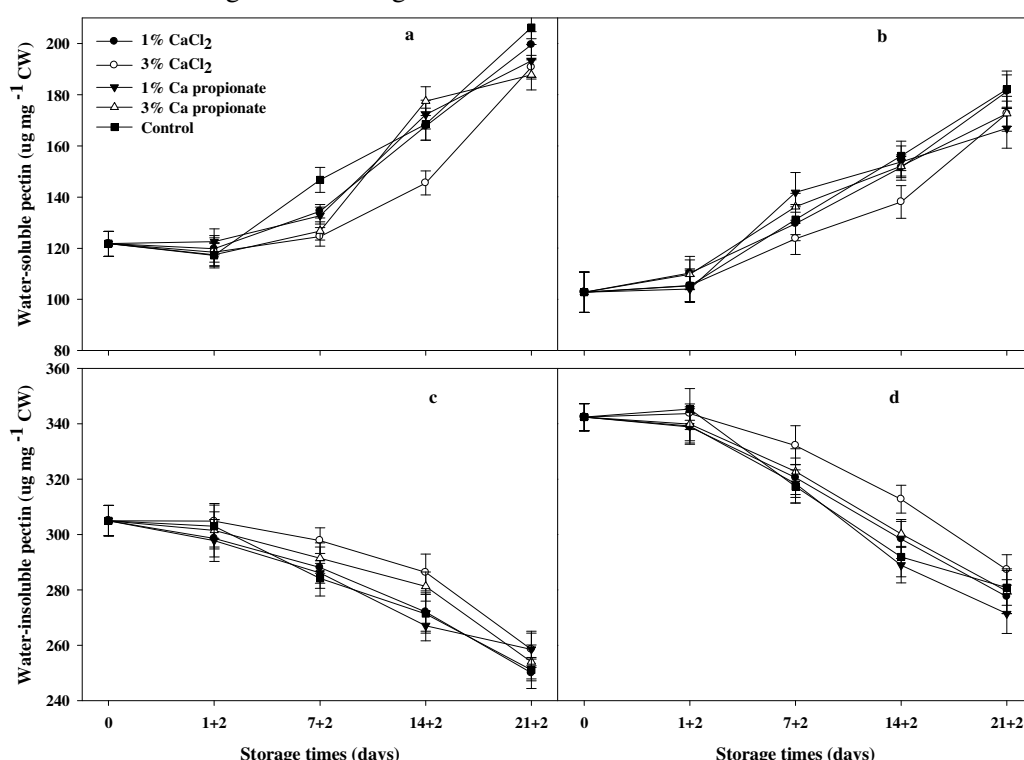 a
b
1% CaCl2
3% CaCl2
1% Ca propionate
3% Ca propionate
Control
Water-soluble pectin (ug mg -1 CW)
200
180
160
140
120
100
80
c
d
Water-insoluble pectin (ug mg -1 CW)
360
340
320
300
280
260
240
0 1+2 7+2 14+2 21+2 0 1+2 7+2 14+2 21+2
Storage times (days) Storage times (days)